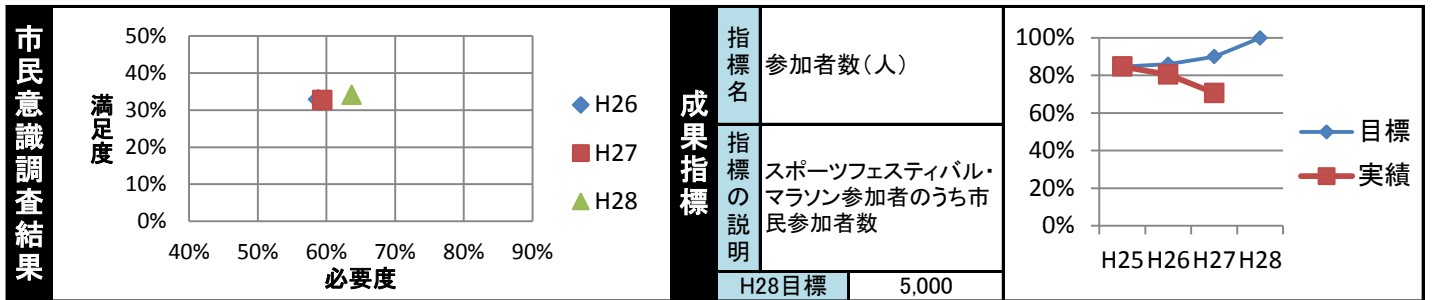 市民意識調査結果
50%
40%
30%
20%
10%
0%
満足度
40% 50% 60% 70% 80% 90%
必要度
H26
H27
H28
成果指標
指標名
参加者数(人)
指標の説明
スポーツフェスティバル・
マラソン参加者のうち市
民参加者数
H28目標 5,000
100%
80%
60%
40%
20%
0%
H25 H26 H27 H28
目標
実績